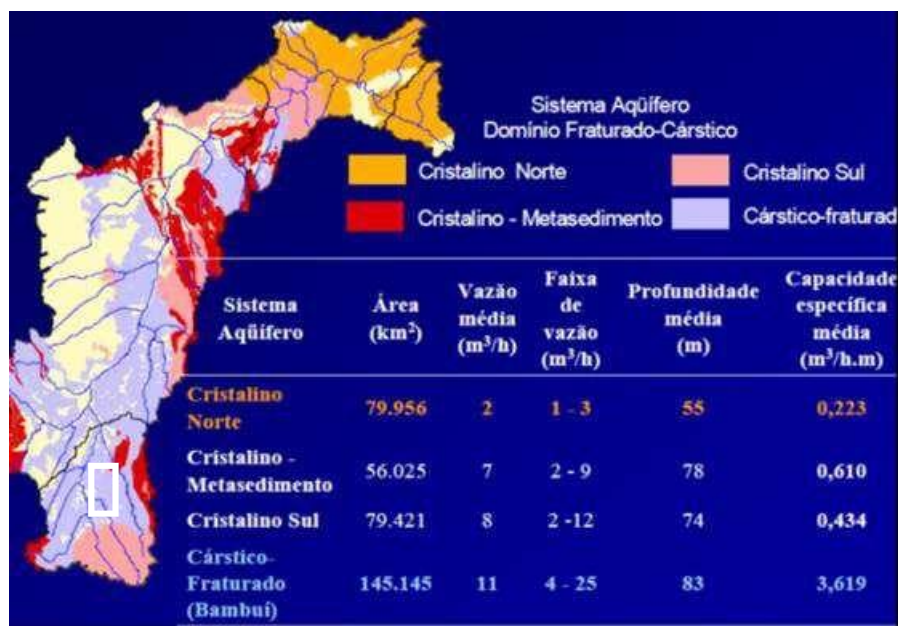 Sistema Aqüífero
Domínio Fraturado-Cárstico
Cristalino Norte
Cristalino Sul
Cristalino - Metasedimento
Cárstico-fraturad
Sistema Aqüífero
Área (km²)
Vazão média (m³/h)
Faixa de vazão (m³/h)
Profundidade média (m)
Capacidade específica média (m³/h.m)
Cristalino Norte 79.956 2 1 - 3 55 0,223
Cristalino - Metasedimento 56.025 7 2 - 9 78 0,610
Cristalino Sul 79.421 8 2 -12 74 0,434
Cárstico-Fraturado (Bambuí) 145.145 11 4 - 25 83 3,619